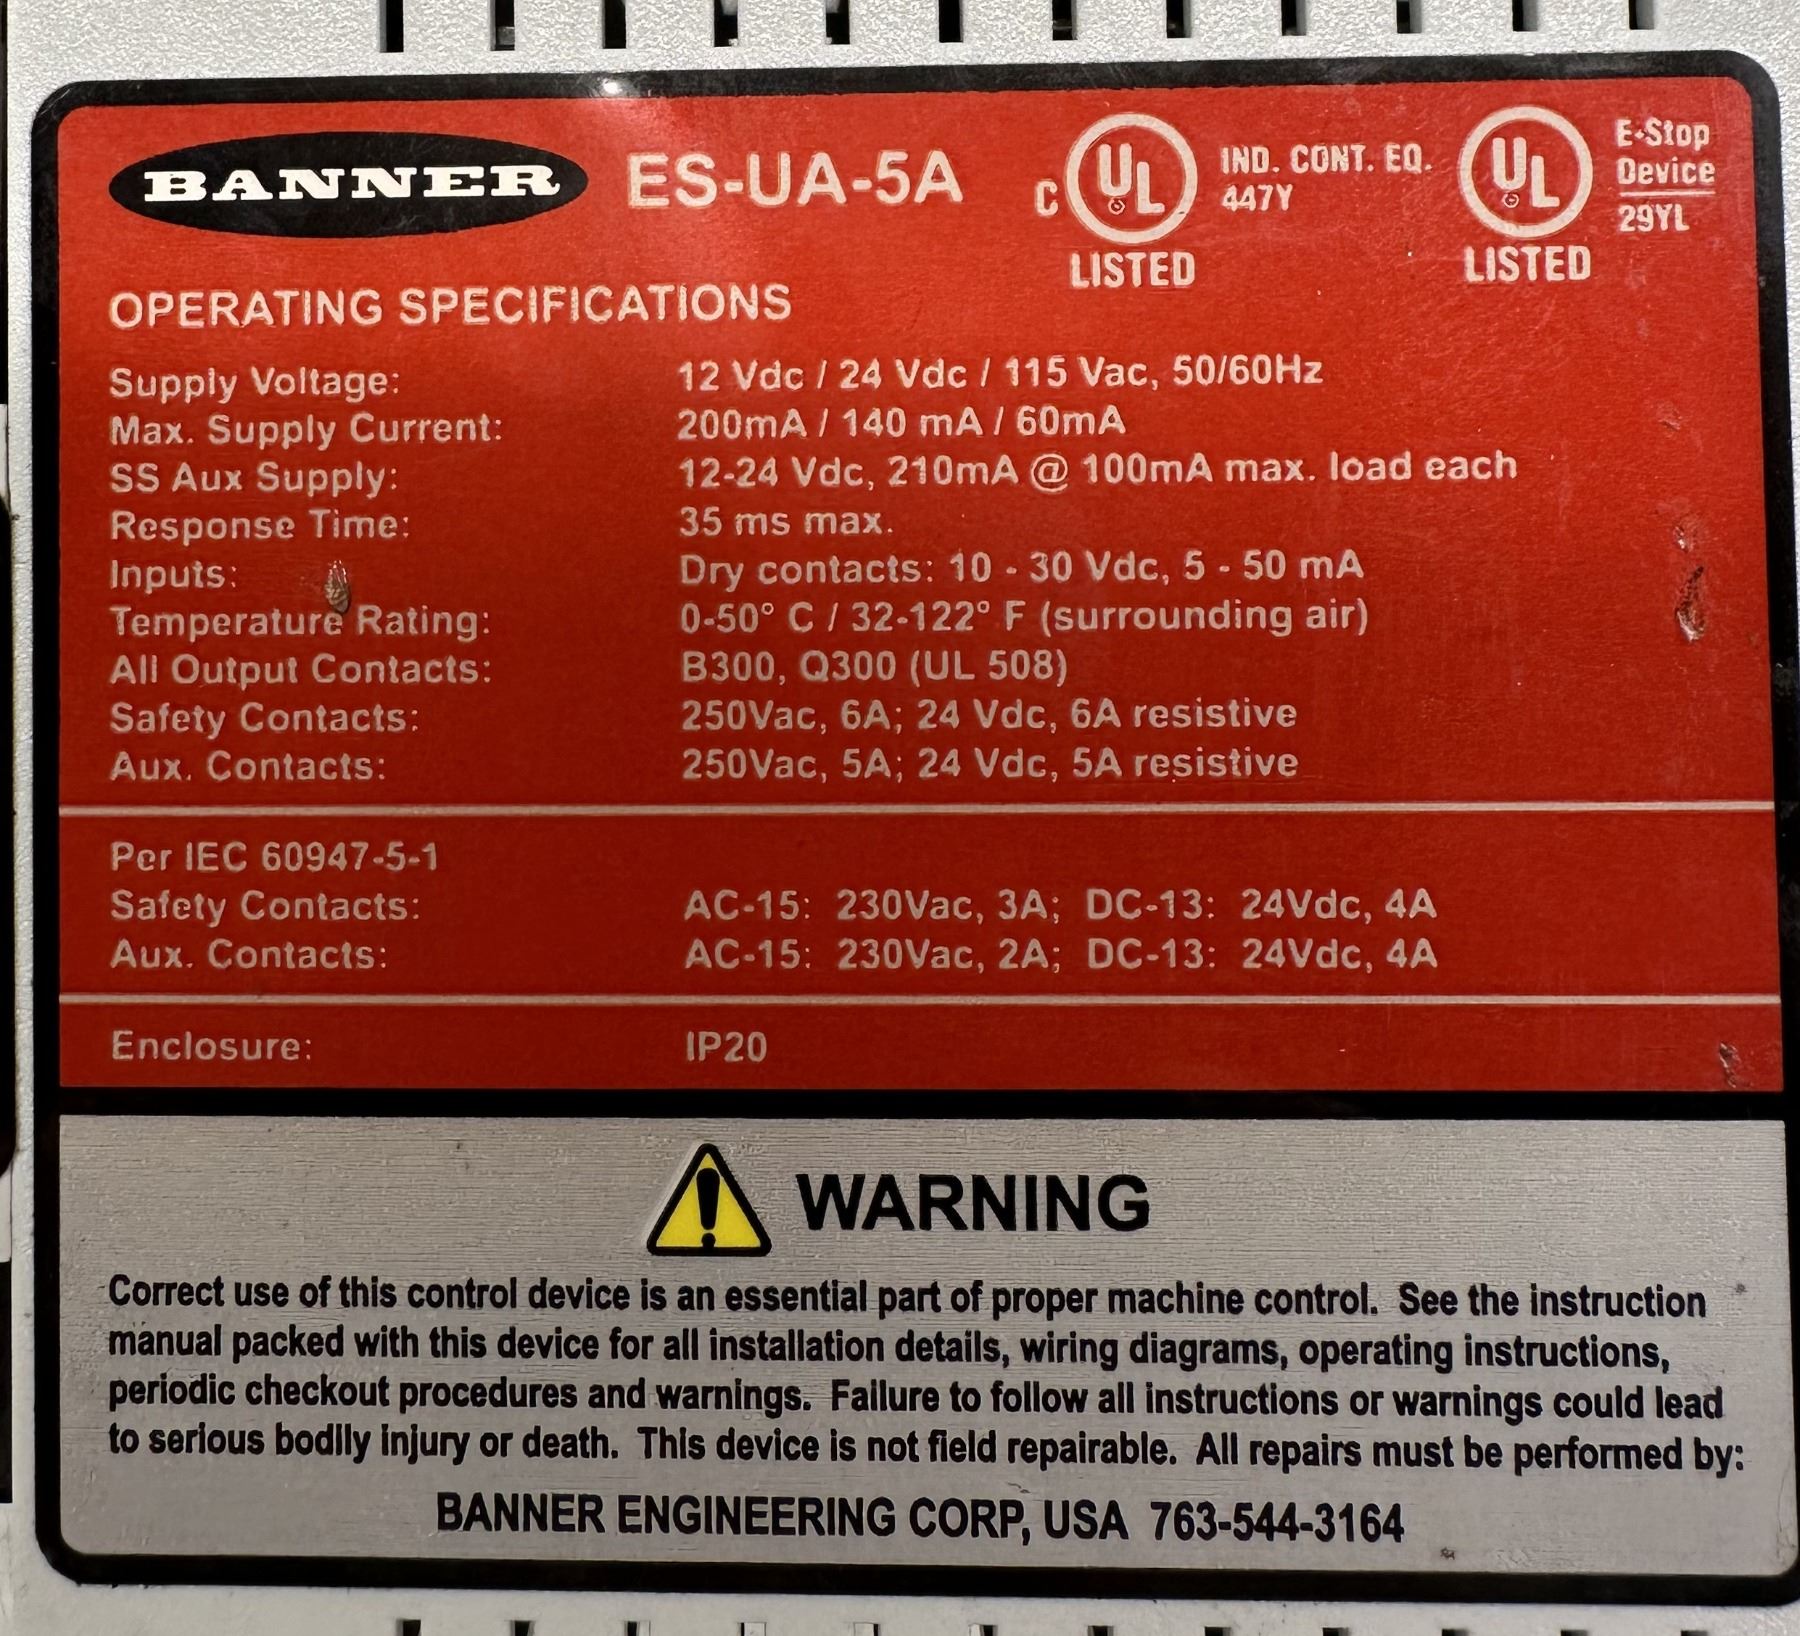 BANNER ES-UA-5A
C UL LISTED IND. CONT. EQ. 447Y
UL LISTED E-Stop Device 29YL
OPERATING SPECIFICATIONS
Supply Voltage: 12 Vdc / 24 Vdc / 115 Vac, 50/60Hz
Max. Supply Current: 200mA / 140 mA / 60mA
SS Aux Supply: 12-24 Vdc, 210mA @ 100mA max. load each
Response Time: 35 ms max.
Inputs: Dry contacts: 10 - 30 Vdc, 5 - 50 mA
Temperature Rating: 0-50° C / 32-122° F (surrounding air)
All Output Contacts: B300, Q300 (UL 508)
Safety Contacts: 250Vac, 6A; 24 Vdc, 6A resistive
Aux. Contacts: 250Vac, 5A; 24 Vdc, 5A resistive
Per IEC 60947-5-1
Safety Contacts: AC-15: 230Vac, 3A; DC-13: 24Vdc, 4A
Aux. Contacts: AC-15: 230Vac, 2A; DC-13: 24Vdc, 4A
Enclosure: IP20
WARNING
Correct use of this control device is an essential part of proper machine control. See the instruction
manual packed with this device for all installation details, wiring diagrams, operating instructions,
periodic checkout procedures and warnings. Failure to follow all instructions or warnings could lead
to serious bodily injury or death. This device is not field repairable. All repairs must be performed by:
BANNER ENGINEERING CORP, USA 763-544-3164